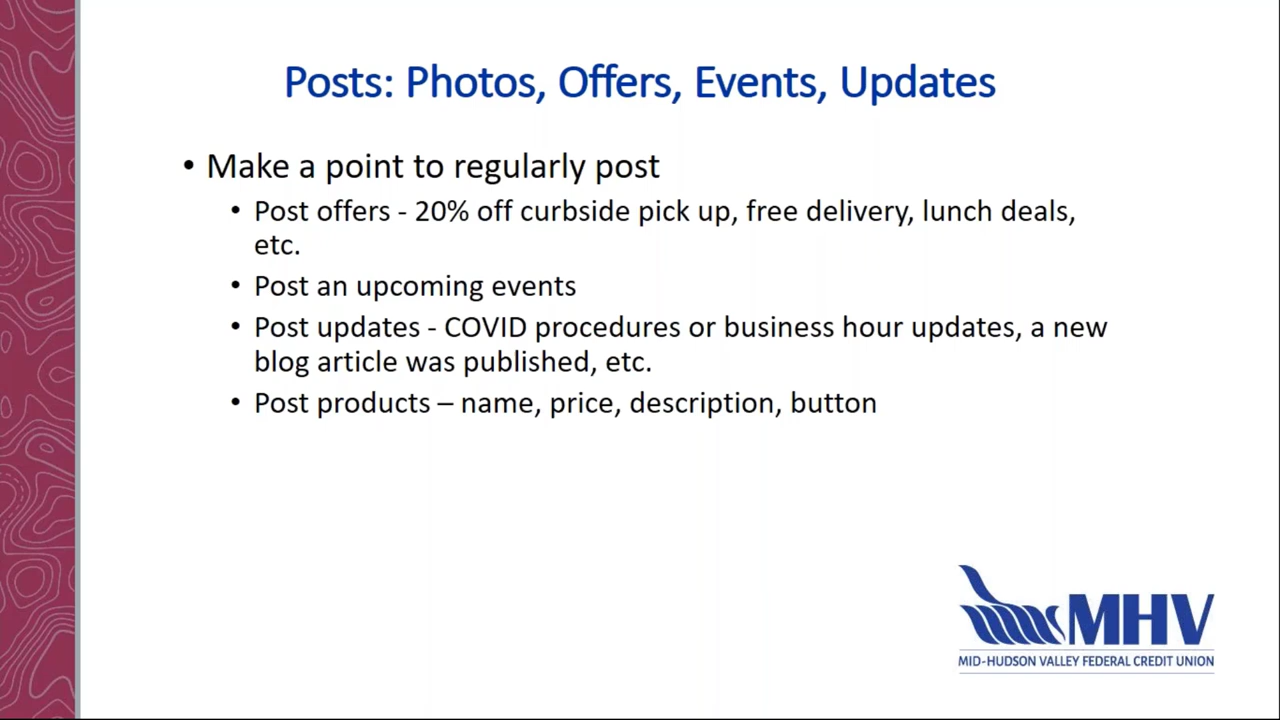 Posts: Photos, Offers, Events, Updates
• Make a point to regularly post
• Post offers - 20% off curbside pick up, free delivery, lunch deals,
etc.
• Post an upcoming events
• Post updates - COVID procedures or business hour updates, a new
blog article was published, etc.
• Post products – name, price, description, button
MHV
MID-HUDSON VALLEY FEDERAL CREDIT UNION